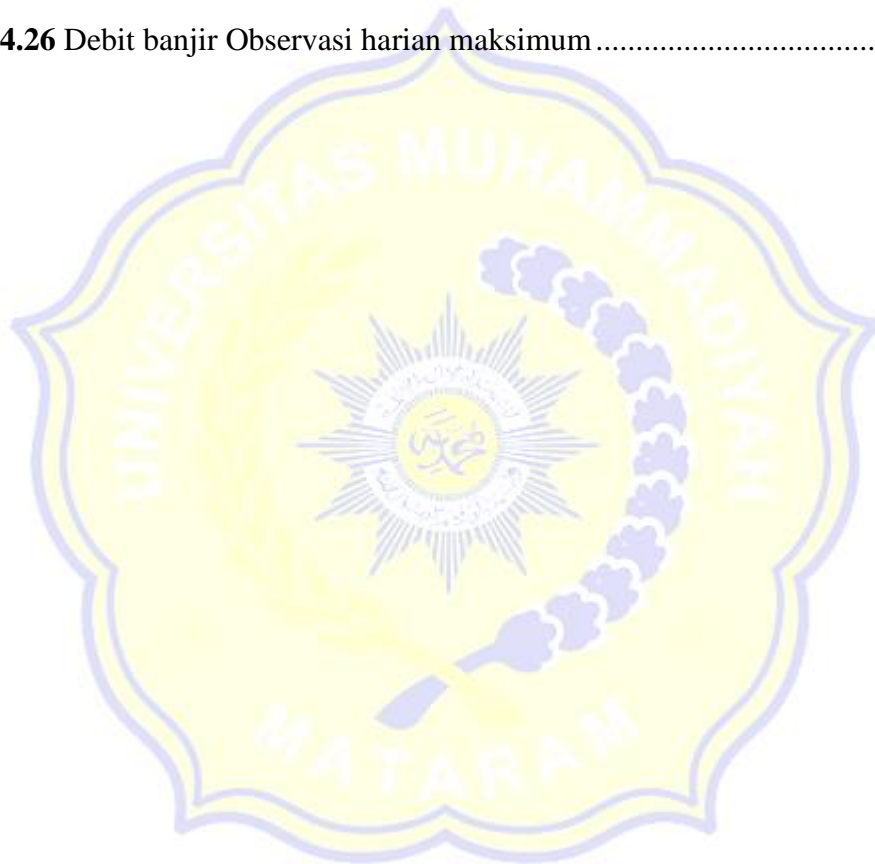 4.26 Debit banjir Observasi harian maksimum ...................................
UNIVERSITAS MUHAMMADIYAH
MATARAM